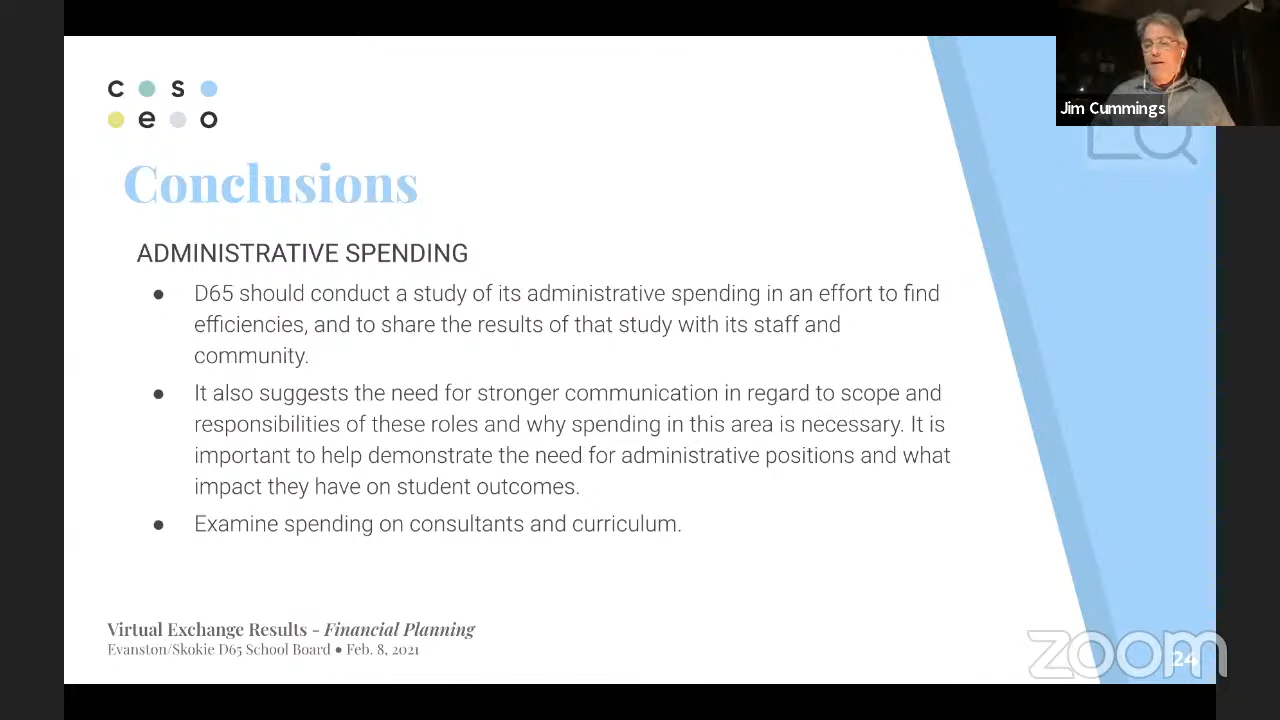 c s
e o
Jim Cummings
Conclusions
ADMINISTRATIVE SPENDING
● D65 should conduct a study of its administrative spending in an effort to find
efficiencies, and to share the results of that study with its staff and
community.
● It also suggests the need for stronger communication in regard to scope and
responsibilities of these roles and why spending in this area is necessary. It is
important to help demonstrate the need for administrative positions and what
impact they have on student outcomes.
● Examine spending on consultants and curriculum.
Virtual Exchange Results - Financial Planning
Evanston/Skokie D65 School Board ● Feb. 8, 2021
zoom
24